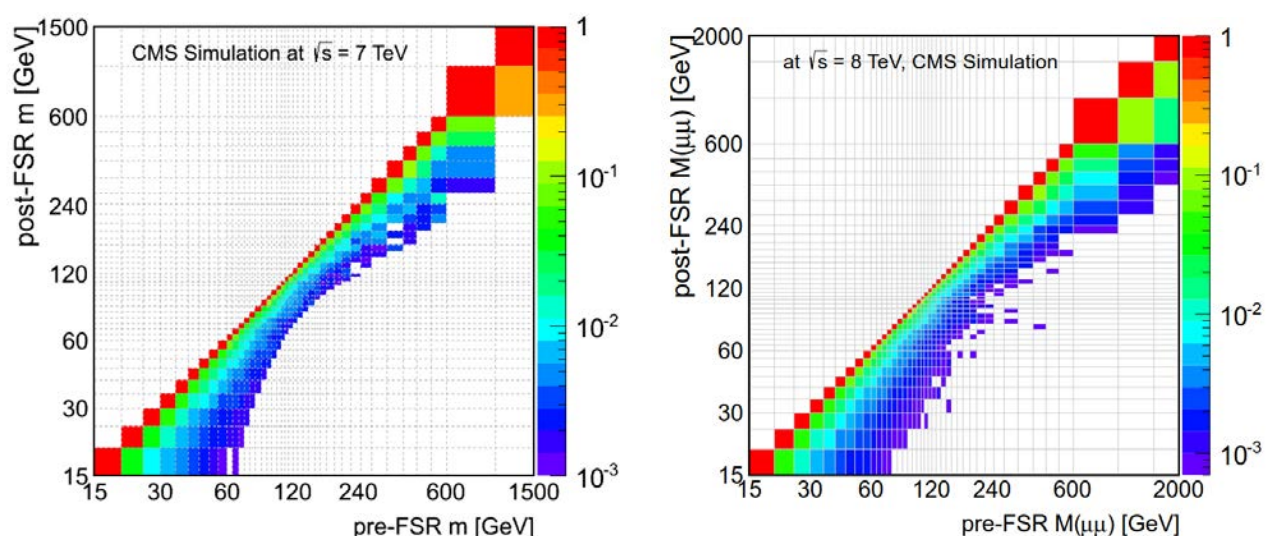 1500
600
240
120
60
30
15
post-FSR m [GeV]
CMS Simulation at √s = 7 TeV
15 30 60 120 240 600 1500
pre-FSR m [GeV]
1
10⁻¹
10⁻²
10⁻³
2000
600
240
120
60
30
15
post-FSR M(μμ) [GeV]
at √s = 8 TeV, CMS Simulation
15 30 60 120 240 600 2000
pre-FSR M(μμ) [GeV]
1
10⁻¹
10⁻²
10⁻³